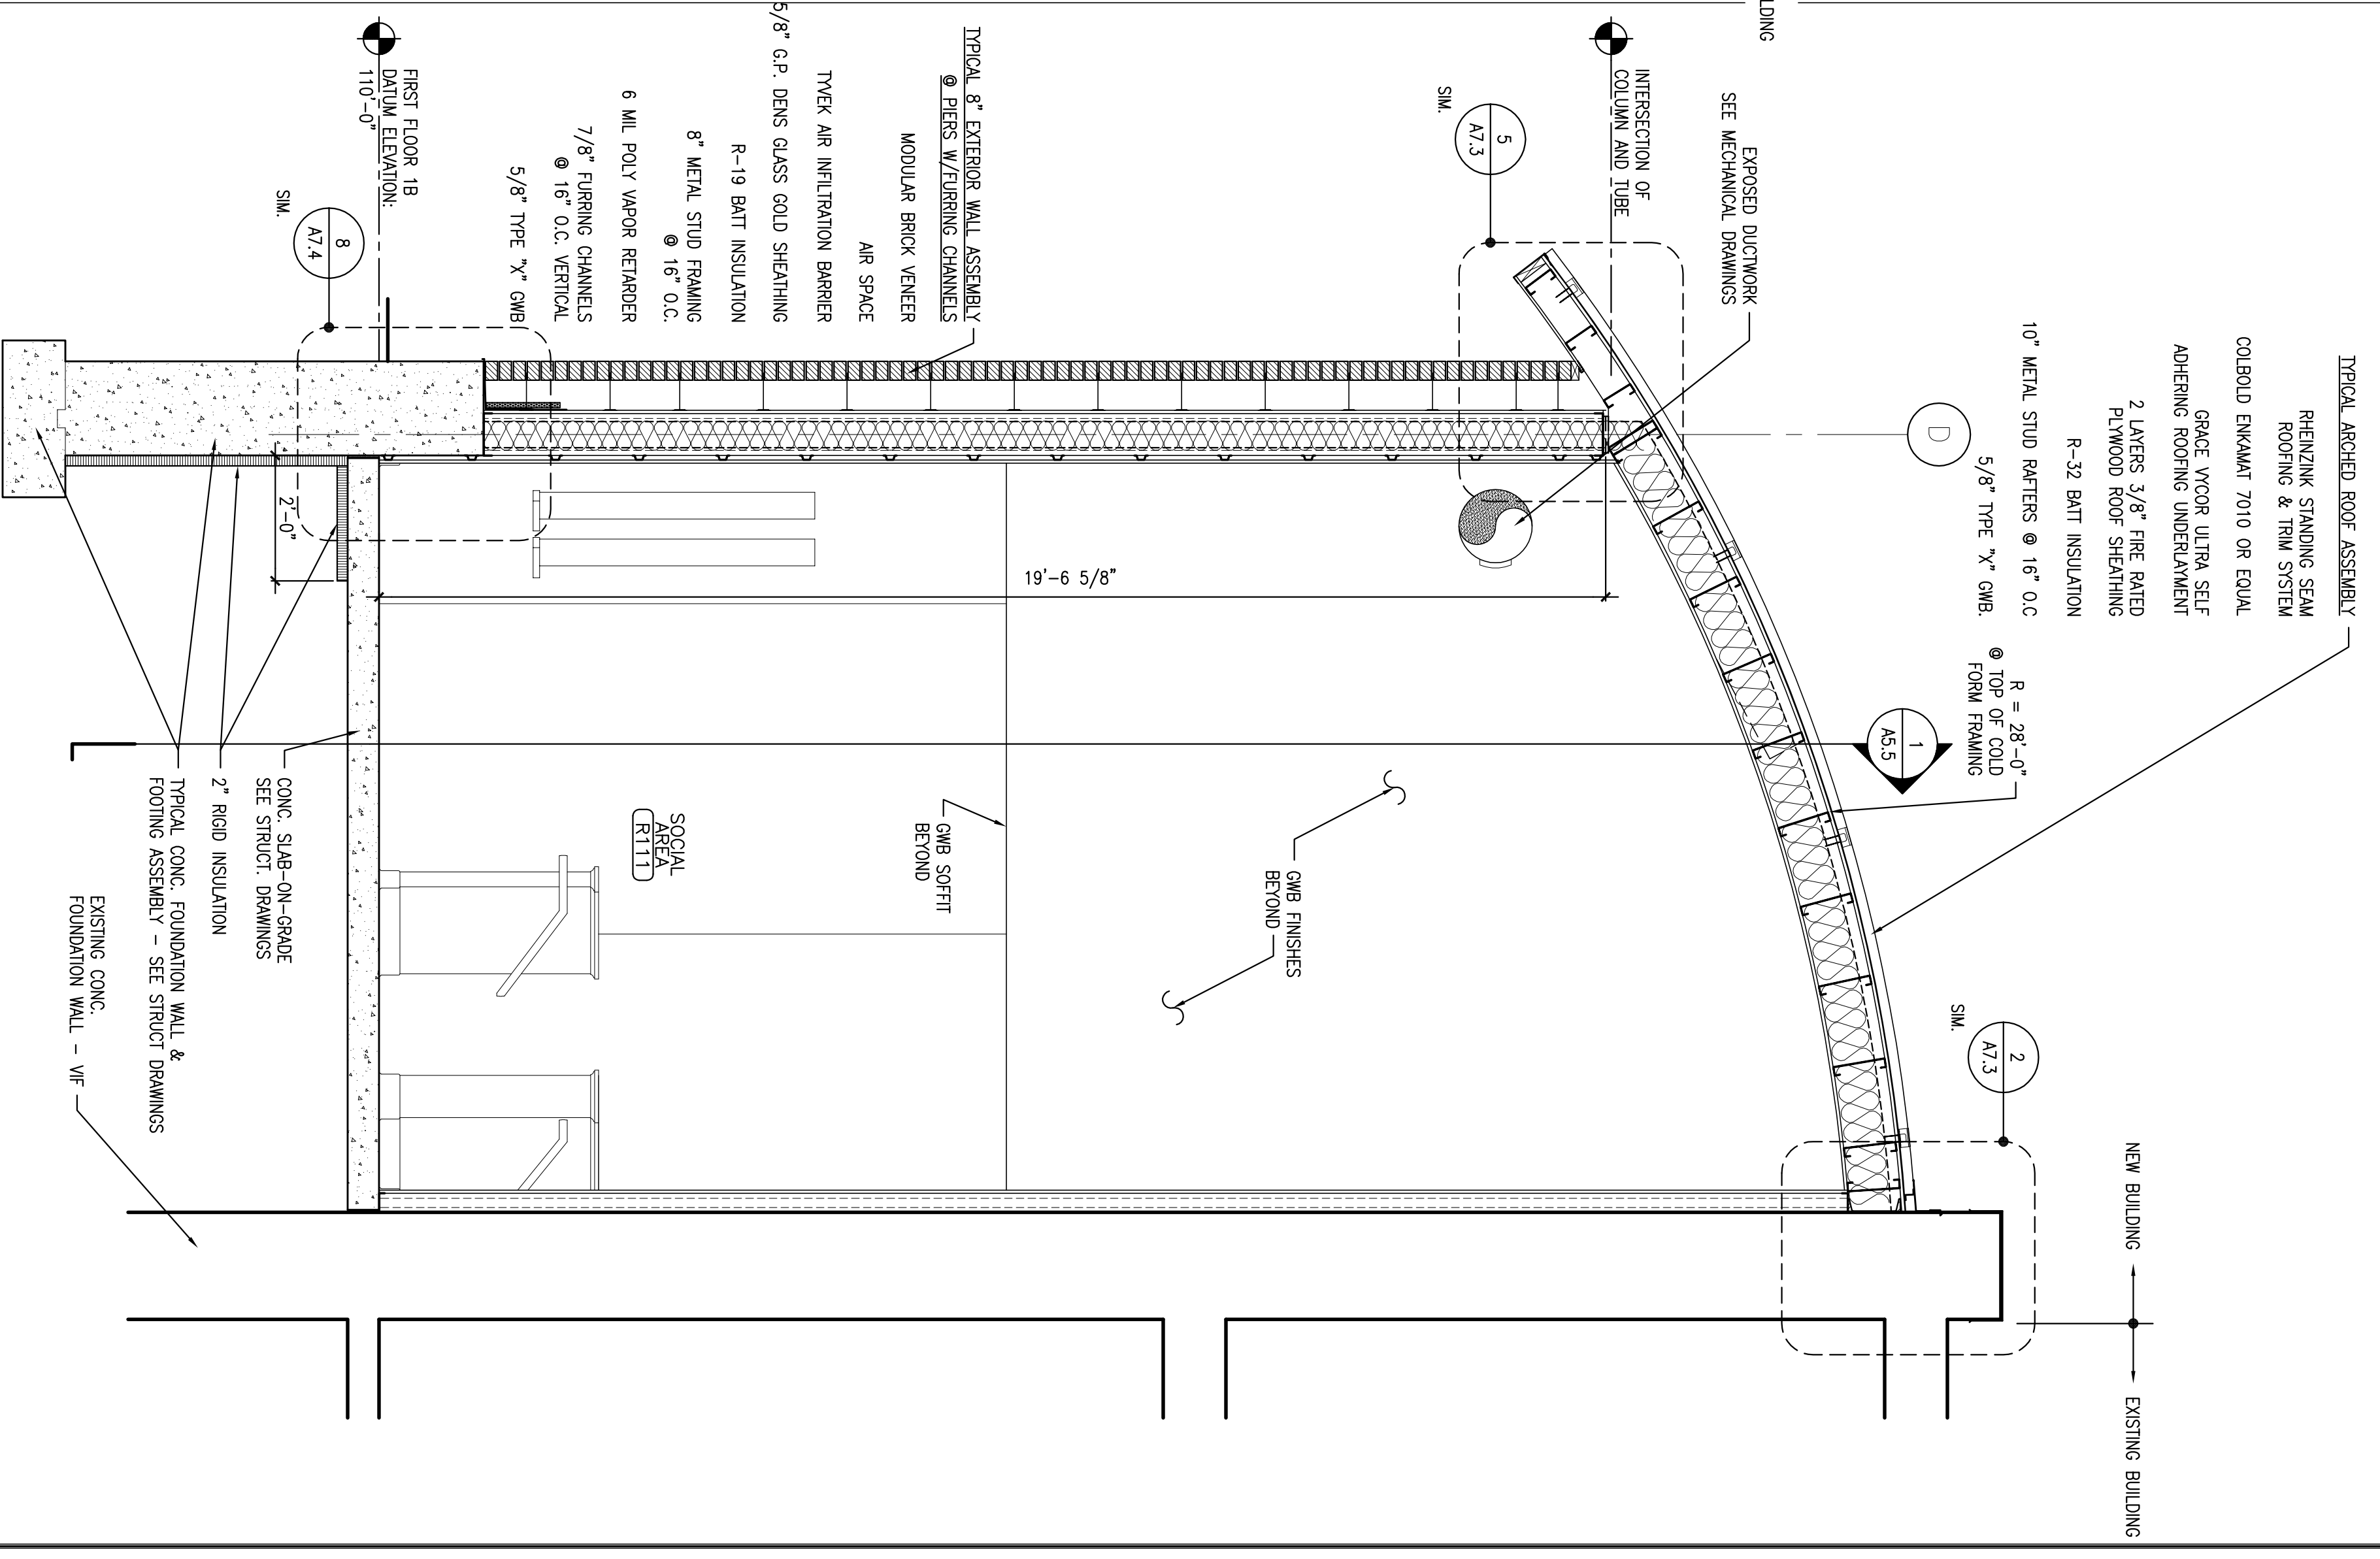 TYPICAL ARCHED ROOF ASSEMBLY
RHEINZINK STANDING SEAM
ROOFING & TRIM SYSTEM
COLBOLD ENKAMAT 7010 OR EQUAL
GRACE VYCOR ULTRA SELF
ADHERING ROOFING UNDERLAYMENT
2 LAYERS 3/8" FIRE RATED
PLYWOOD ROOF SHEATHING
R-32 BATT INSULATION
10" METAL STUD RAFTERS @ 16" O.C
5/8" TYPE "X" GWB.
R = 28'-0"
@ TOP OF COLD
FORM FRAMING
NEW BUILDING
EXISTING BUILDING
2
A7.3
SIM.
1
A5.5
D
LDING
EXPOSED DUCTWORK
SEE MECHANICAL DRAWINGS
INTERSECTION OF
COLUMN AND TUBE
5
A7.3
SIM.
GWB FINISHES
BEYOND
19'-6 5/8"
GWB SOFFIT
BEYOND
TYPICAL 8" EXTERIOR WALL ASSEMBLY
@ PIERS W/FURRING CHANNELS
MODULAR BRICK VENEER
AIR SPACE
TYVEK AIR INFILTRATION BARRIER
5/8" G.P. DENS GLASS GOLD SHEATHING
R-19 BATT INSULATION
8" METAL STUD FRAMING
@ 16" O.C.
6 MIL POLY VAPOR RETARDER
7/8" FURRING CHANNELS
@ 16" O.C. VERTICAL
5/8" TYPE "X" GWB
SOCIAL
AREA
R111
FIRST FLOOR 1B
DATUM ELEVATION:
110'-0"
8
A7.4
SIM.
2'-0"
CONC. SLAB-ON-GRADE
SEE STRUCT. DRAWINGS
2" RIGID INSULATION
TYPICAL CONC. FOUNDATION WALL &
FOOTING ASSEMBLY - SEE STRUCT DRAWINGS
EXISTING CONC.
FOUNDATION WALL - VIF